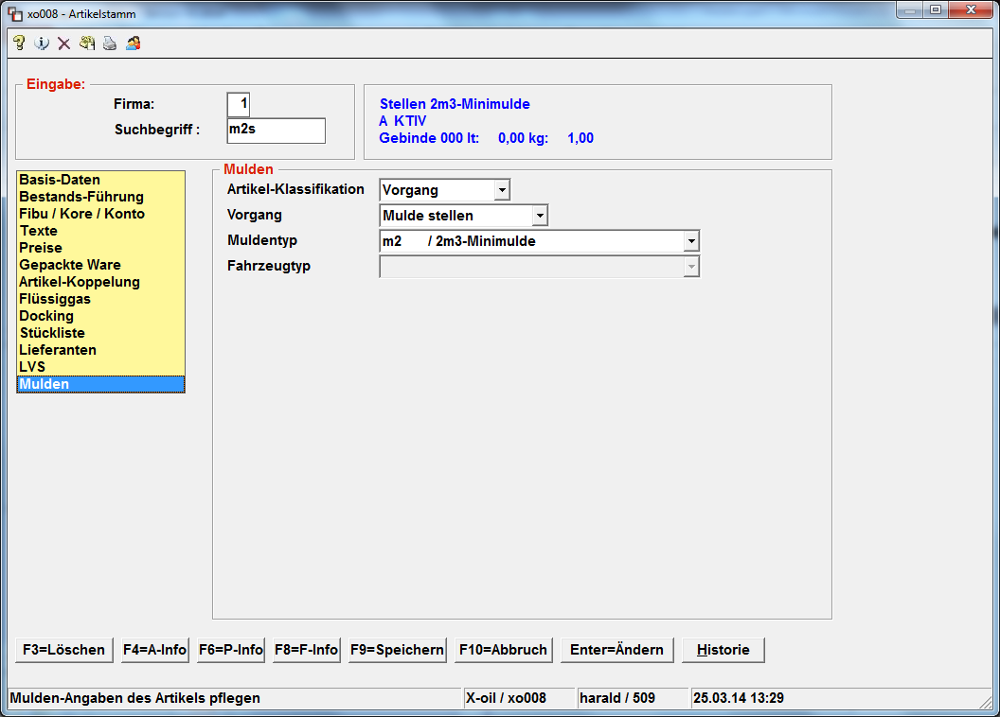 xo008 - Artikelstamm
Eingabe:
Firma: 1
Suchbegriff : m2s
Stellen 2m3-Minimulde
A KTIV
Gebinde 000 lt: 0,00 kg: 1,00
Basis-Daten
Bestands-Führung
Fibu / Kore / Konto
Texte
Preise
Gepackte Ware
Artikel-Koppelung
Flüssiggas
Docking
Stückliste
Lieferanten
LVS
Mulden
Mulden
Artikel-Klassifikation Vorgang
Vorgang Mulde stellen
Muldentyp m2 / 2m3-Minimulde
Fahrzeugtyp
F3=Löschen F4=A-Info F6=P-Info F8=F-Info F9=Speichern F10=Abbruch Enter=Ändern Historie
Mulden-Angaben des Artikels pflegen X-oil / xo008 harald / 509 25.03.14 13:29